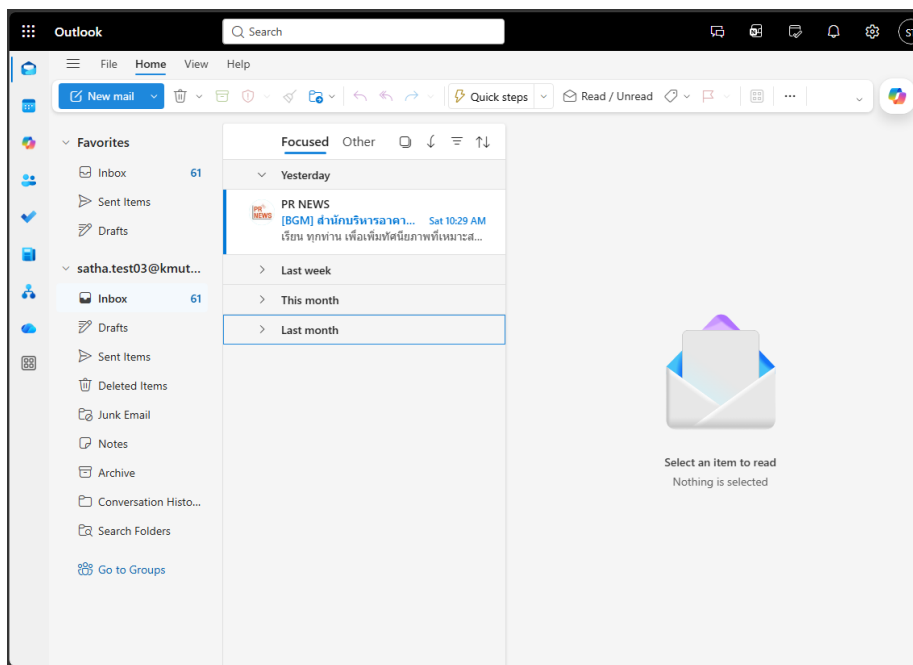 Outlook
Search
ST
File Home View Help
New mail
Quick steps
Read / Unread
Favorites
Inbox 61
Sent Items
Drafts
satha.test03@kmut...
Inbox 61
Drafts
Sent Items
Deleted Items
Junk Email
Notes
Archive
Conversation Histo...
Search Folders
Go to Groups
Focused Other
Yesterday
PR NEWS
PR NEWS
[BGM] สำนักบริหารอาคา... Sat 10:29 AM
เรียน ทุกท่าน เพื่อเพิ่มทัศนียภาพที่เหมาะส...
Last week
This month
Last month
Select an item to read
Nothing is selected